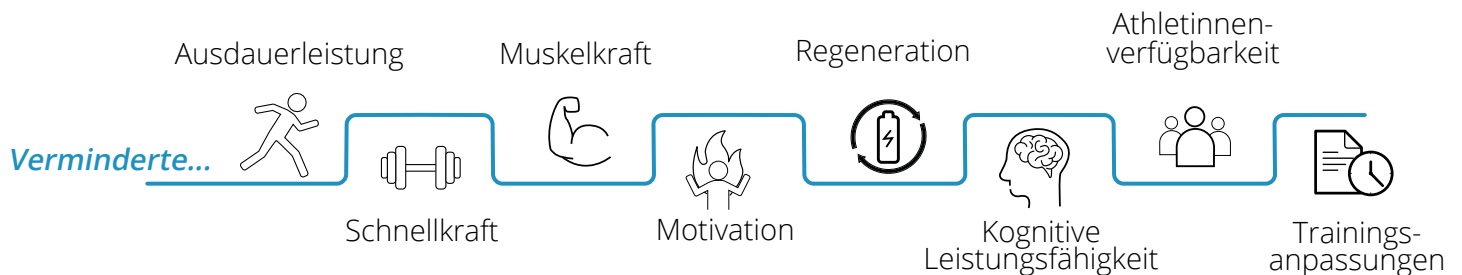 Verminderte...
Ausdauerleistung
Schnellkraft
Muskelkraft
Motivation
Regeneration
Kognitive
Leistungsfähigkeit
Athletinnen-
verfügbarkeit
Trainings-
anpassungen